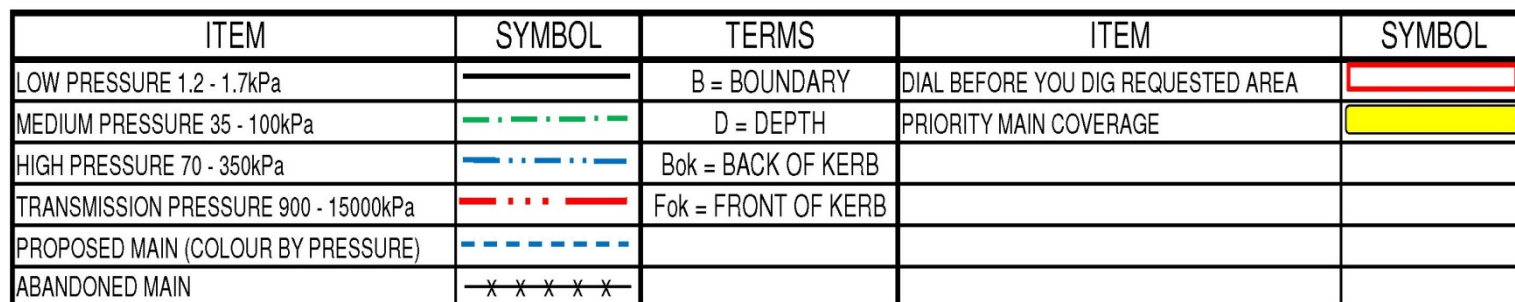 ITEM SYMBOL TERMS ITEM SYMBOL
LOW PRESSURE 1.2 - 1.7kPa B = BOUNDARY DIAL BEFORE YOU DIG REQUESTED AREA
MEDIUM PRESSURE 35 - 100kPa D = DEPTH PRIORITY MAIN COVERAGE
HIGH PRESSURE 70 - 350kPa Bok = BACK OF KERB
TRANSMISSION PRESSURE 900 - 15000kPa Fok = FRONT OF KERB
PROPOSED MAIN (COLOUR BY PRESSURE)
ABANDONED MAIN X X X X X